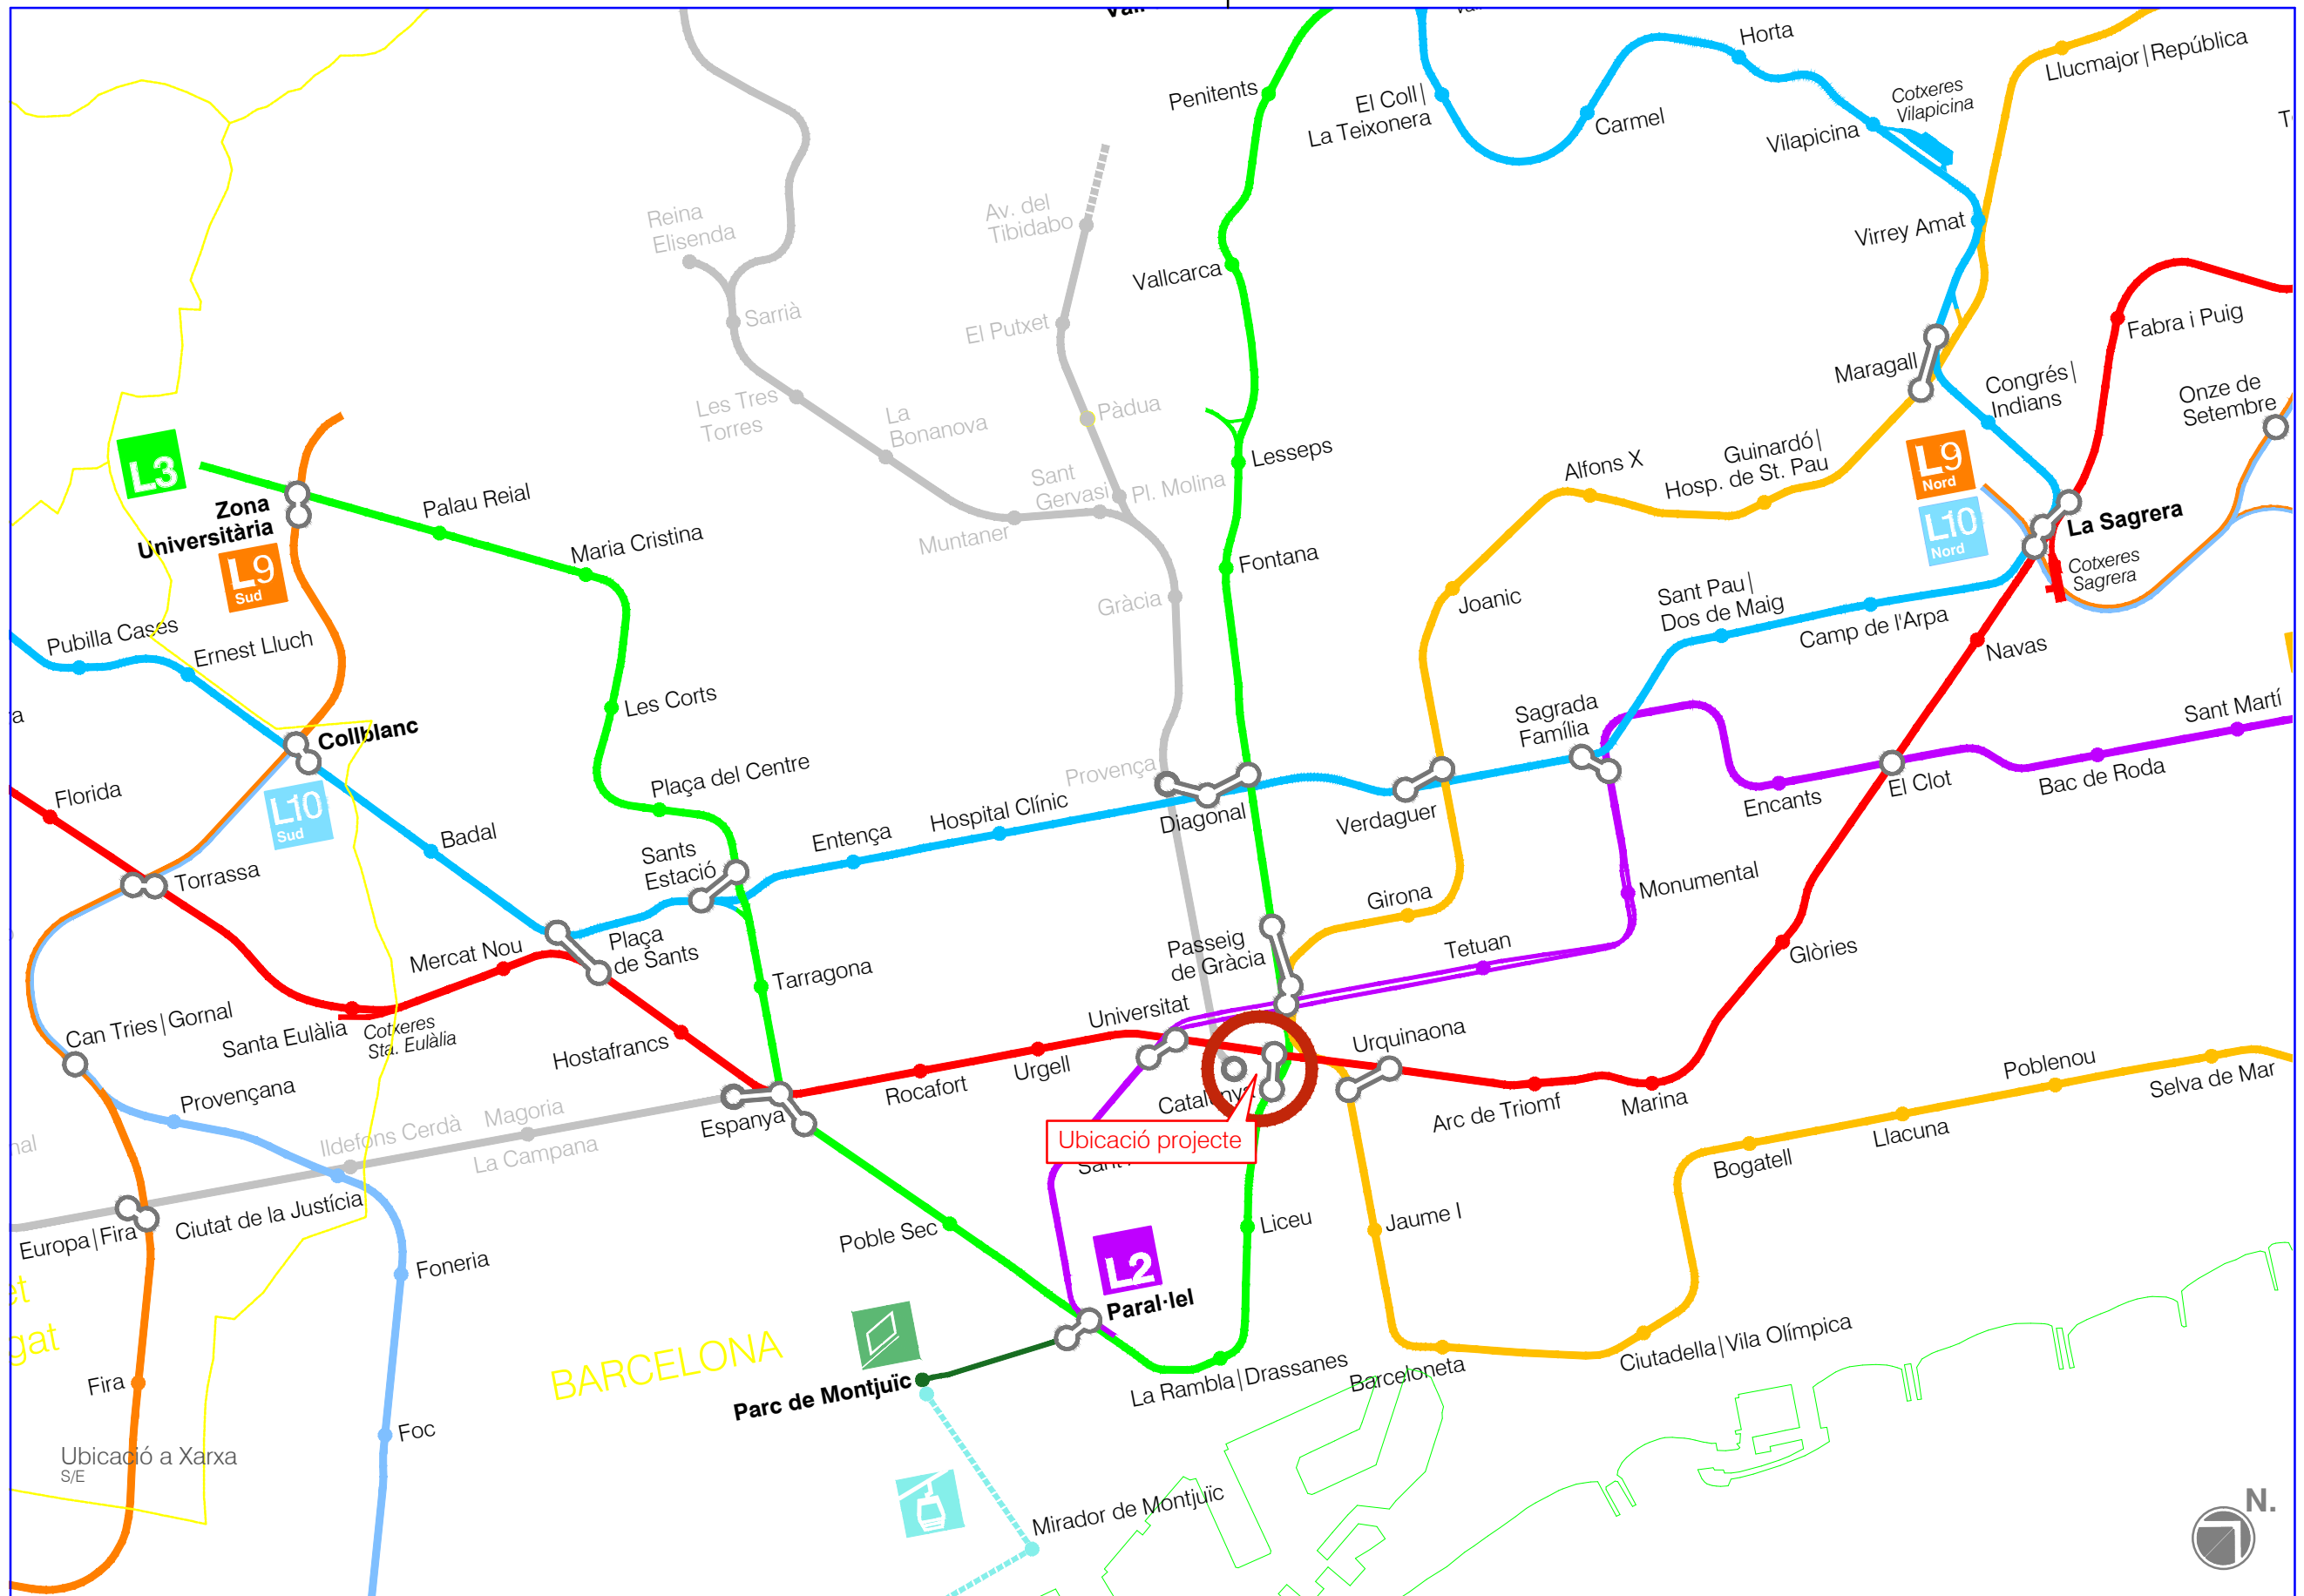 Horta
Llucmajor|República
Penitents
El Coll|
La Teixonera
Carmel
Cotxeres
Vilapicina
Vilapicina
Reina
Elisenda
Av. del
Tibidabo
Virrey Amat
Vallcarca
Sarrià
El Putxet
Fabra i Puig
Maragall
Congrés|
Indians
Onze de
Setembre
Les Tres
Torres
La
Bonanova
Pàdua
L3
Lesseps
Guinardó|
Hosp. de St. Pau
Alfons X
L9
Nord
Sant
Gervasi
Pl. Molina
Zona
Universitària
Palau Reial
Maria Cristina
Muntaner
L10
Nord
La Sagrera
Cotxeres
Sagrera
L9
Sud
Fontana
Gràcia
Joanic
Sant Pau|
Dos de Maig
Camp de l'Arpa
Navas
Pubilla Cases
Ernest Lluch
Les Corts
Sagrada
Família
Sant Martí
Collblanc
Plaça del Centre
Provença
Bac de Roda
El Clot
Encants
Florida
L10
Sud
Badal
Entença
Hospital Clínic
Diagonal
Verdaguer
Sants
Estació
Torrassa
Monumental
Girona
Mercat Nou
Plaça
de Sants
Tarragona
Passeig
de Gràcia
Tetuan
Glòries
Can Tries|Gornal
Santa Eulàlia
Cotxeres
Sta. Eulàlia
Hostafrancs
Universitat
Urquinaona
Urgell
Rocafort
Provençana
Espanya
Catalunya
Arc de Triomf
Marina
Poblenou
Selva de Mar
Ildefons Cerdà
Magoria
La Campana
Ubicació projecte
Sant
Bogatell
Llacuna
Europa|Fira
Ciutat de la Justícia
Poble Sec
Liceu
Jaume I
Foneria
L2
Paral·lel
BARCELONA
Parc de Montjuïc
La Rambla|Drassanes
Barceloneta
Ciutadella|Vila Olímpica
Fira
Foc
Ubicació a Xarxa
S/E
Mirador de Montjuïc
N.